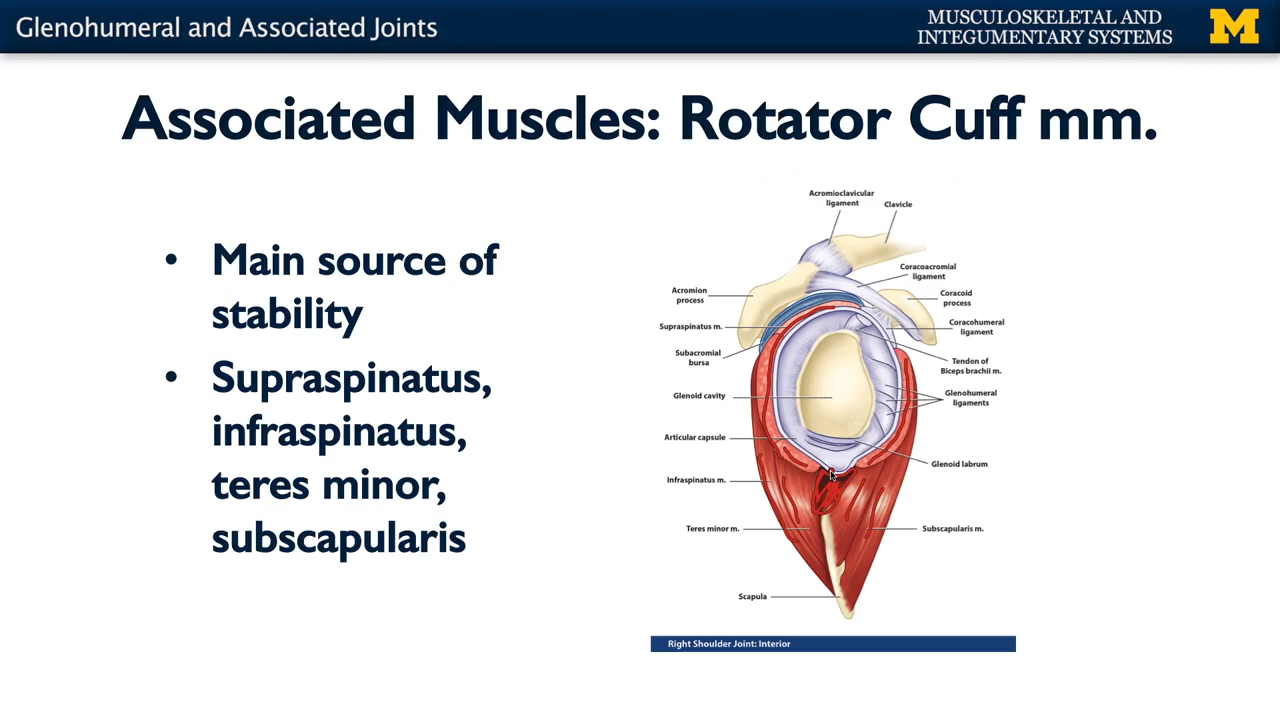 Glenohumeral and Associated Joints
MUSCULOSKELETAL AND
INTEGUMENTARY SYSTEMS
M
Associated Muscles: Rotator Cuff mm.
• Main source of
stability
• Supraspinatus,
infraspinatus,
teres minor,
subscapularis
Acromioclavicular
ligament
Clavicle
Coracoacromial
ligament
Acromion
process
Coracoid
process
Supraspinatus m.
Coracohumeral
ligament
Subacromial
bursa
Tendon of
Biceps brachii m.
Glenoid cavity
Glenohumeral
ligaments
Articular capsule
Glenoid labrum
Infraspinatus m.
Teres minor m.
Subscapularis m.
Scapula
Right Shoulder Joint: Interior